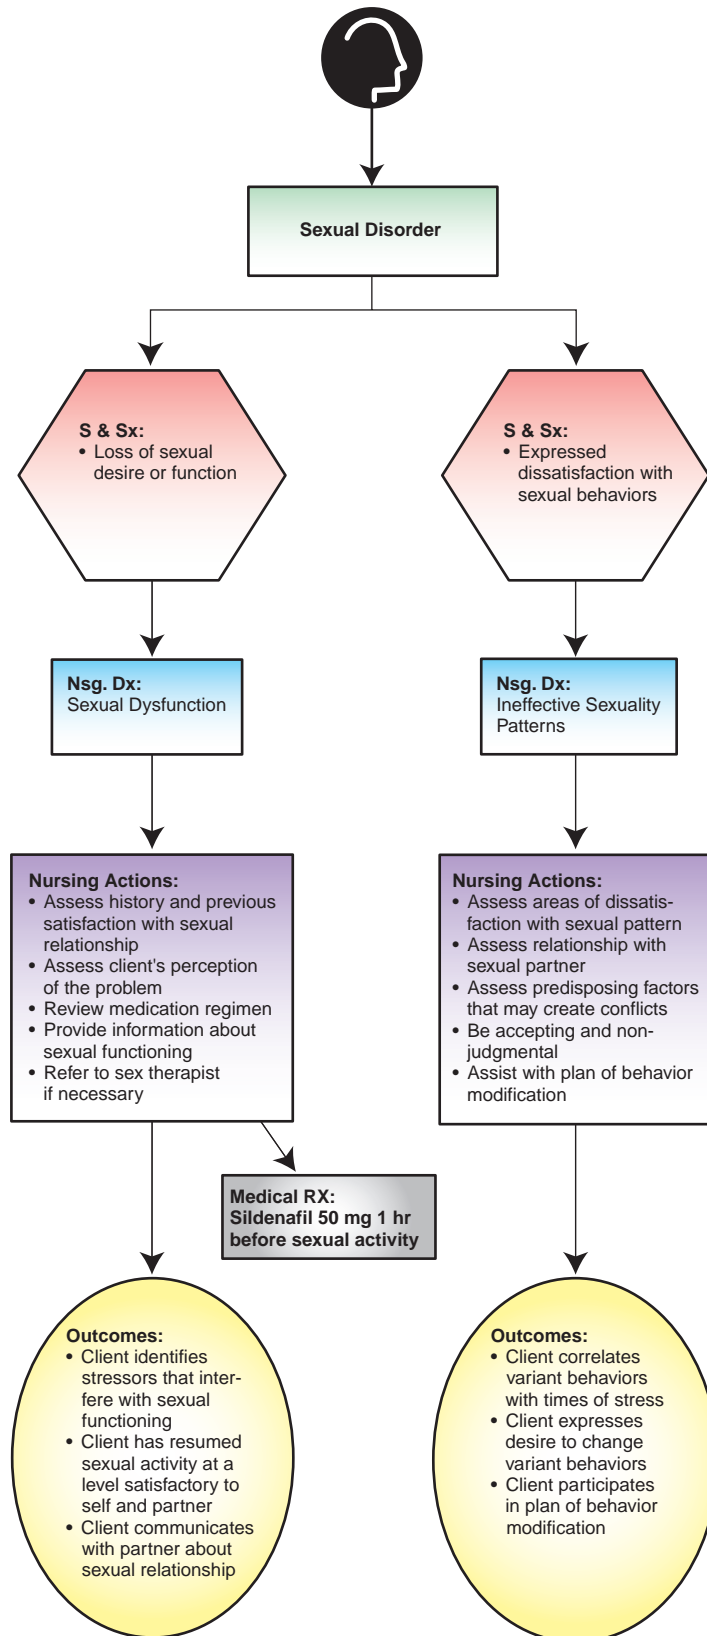 Sexual Disorder
S & Sx:
• Loss of sexual
desire or function
S & Sx:
• Expressed
dissatisfaction with
sexual behaviors
Nsg. Dx:
Sexual Dysfunction
Nsg. Dx:
Ineffective Sexuality
Patterns
Nursing Actions:
• Assess history and previous
satisfaction with sexual
relationship
• Assess client's perception
of the problem
• Review medication regimen
• Provide information about
sexual functioning
• Refer to sex therapist
if necessary
Nursing Actions:
• Assess areas of dissatis-
faction with sexual pattern
• Assess relationship with
sexual partner
• Assess predisposing factors
that may create conflicts
• Be accepting and non-
judgmental
• Assist with plan of behavior
modification
Medical RX:
Sildenafil 50 mg 1 hr
before sexual activity
Outcomes:
• Client identifies
stressors that inter-
fere with sexual
functioning
• Client has resumed
sexual activity at a
level satisfactory to
self and partner
• Client communicates
with partner about
sexual relationship
Outcomes:
• Client correlates
variant behaviors
with times of stress
• Client expresses
desire to change
variant behaviors
• Client participates
in plan of behavior
modification